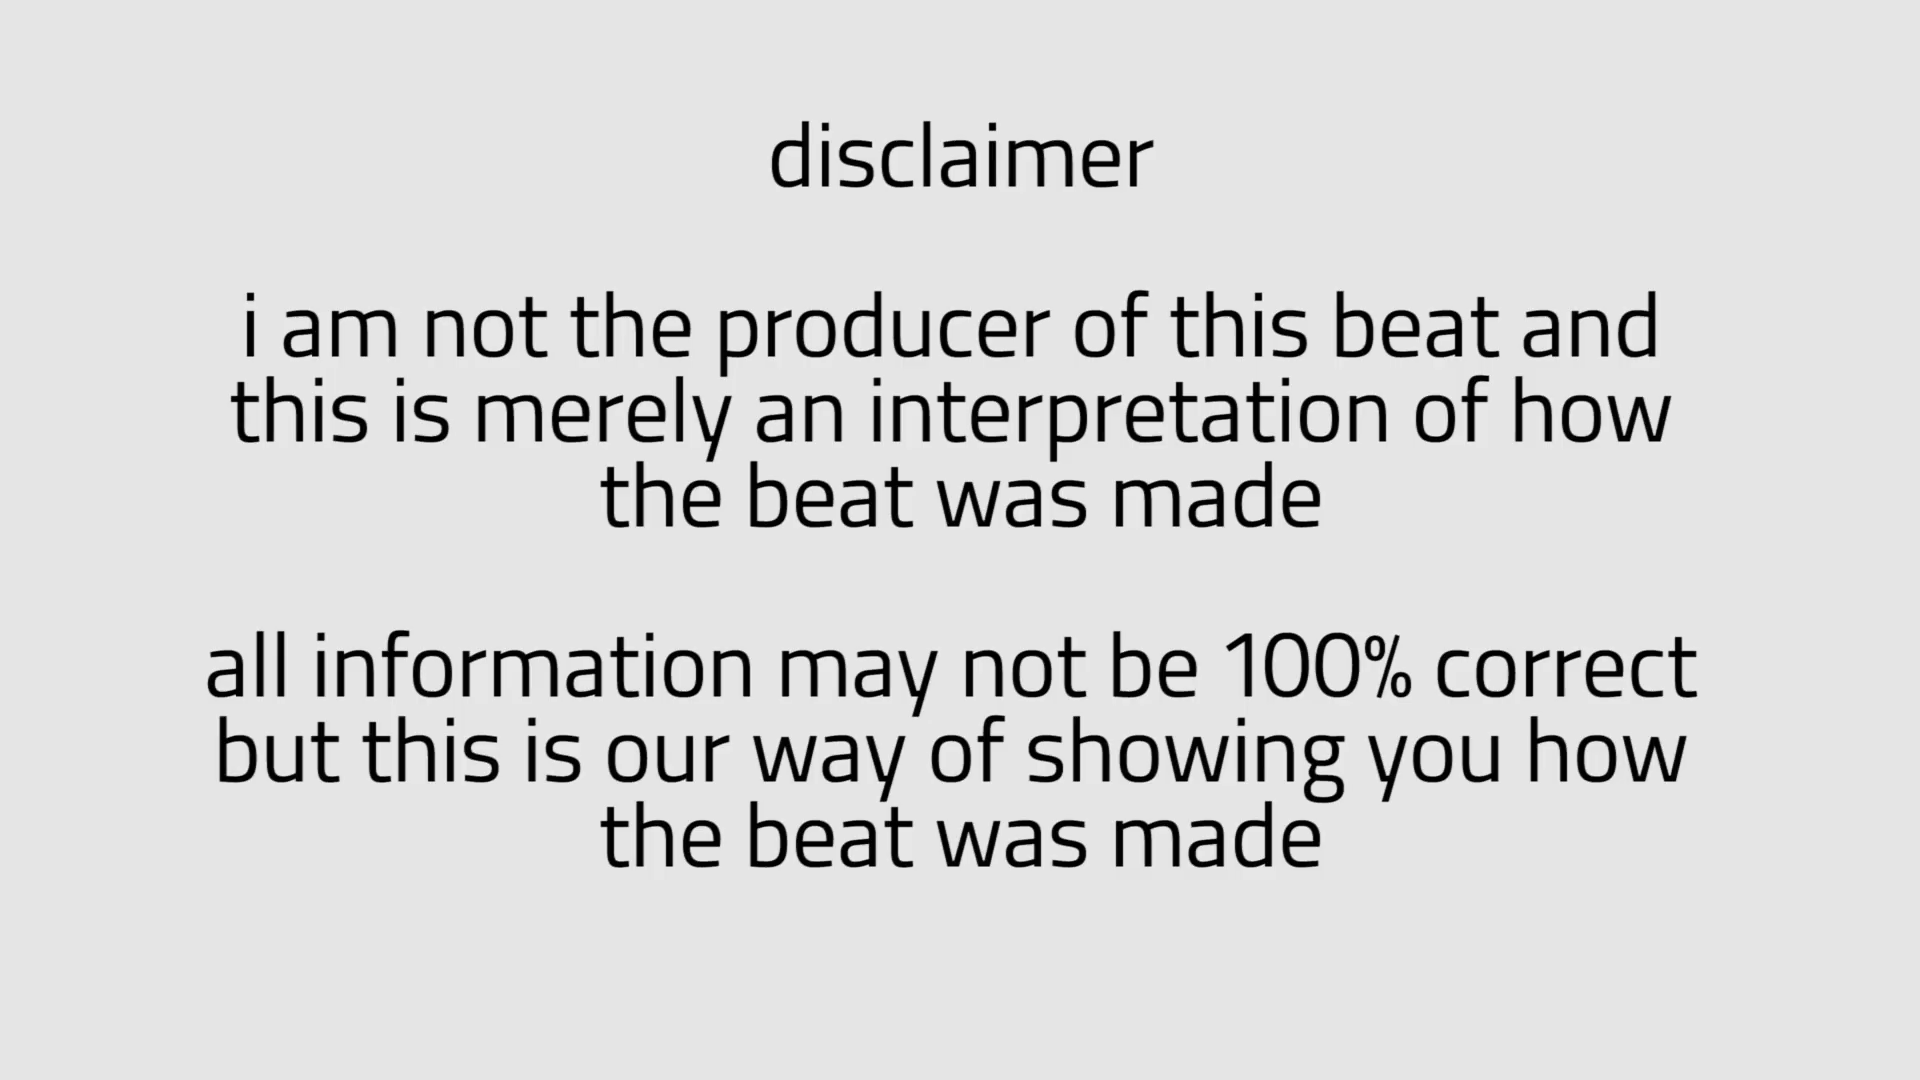 disclaimer
i am not the producer of this beat and
this is merely an interpretation of how
the beat was made
all information may not be 100% correct
but this is our way of showing you how
the beat was made